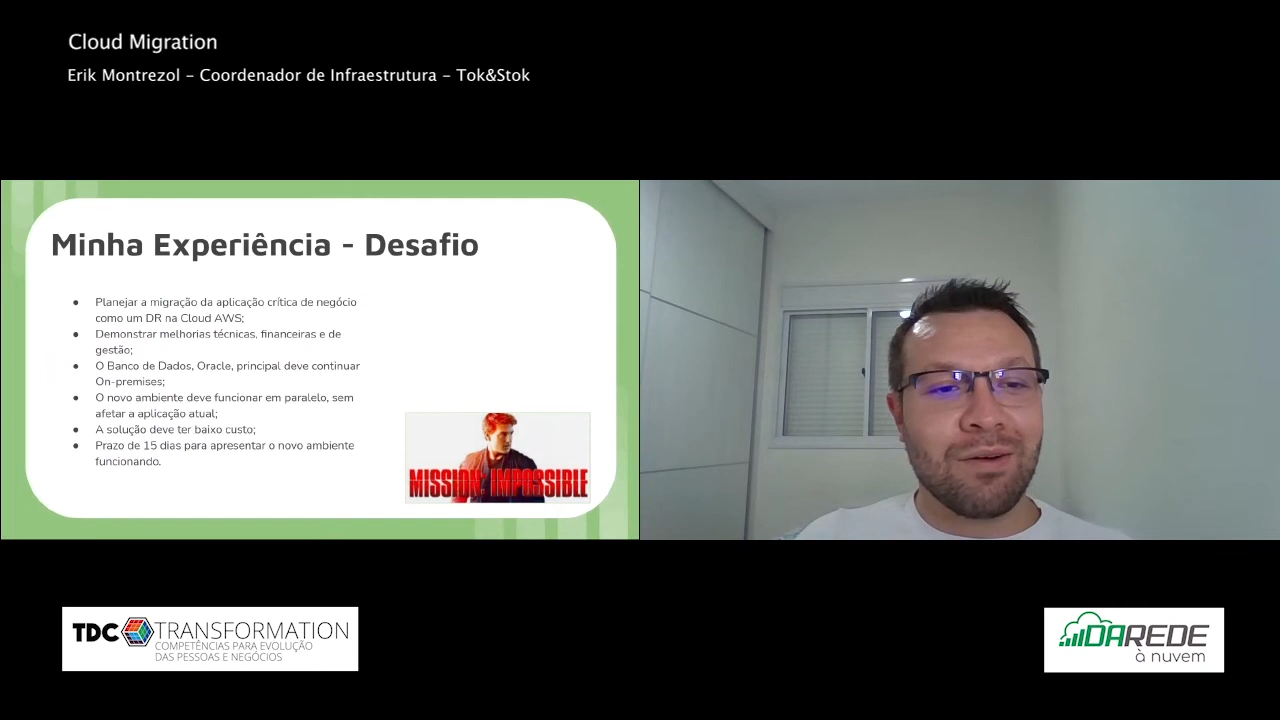 Cloud Migration
Erik Montrezol – Coordenador de Infraestrutura – Tok&Stok
Minha Experiência - Desafio
● Planejar a migração da aplicação crítica de negócio
como um DR na Cloud AWS;
● Demonstrar melhorias técnicas, financeiras e de
gestão;
● O Banco de Dados, Oracle, principal deve continuar
On-premises;
● O novo ambiente deve funcionar em paralelo, sem
afetar a aplicação atual;
● A solução deve ter baixo custo;
● Prazo de 15 dias para apresentar o novo ambiente
funcionando.
MISSION: IMPOSSIBLE
TDC TRANSFORMATION
COMPETÊNCIAS PARA EVOLUÇÃO
DAS PESSOAS E NEGÓCIOS
DAREDE
à nuvem